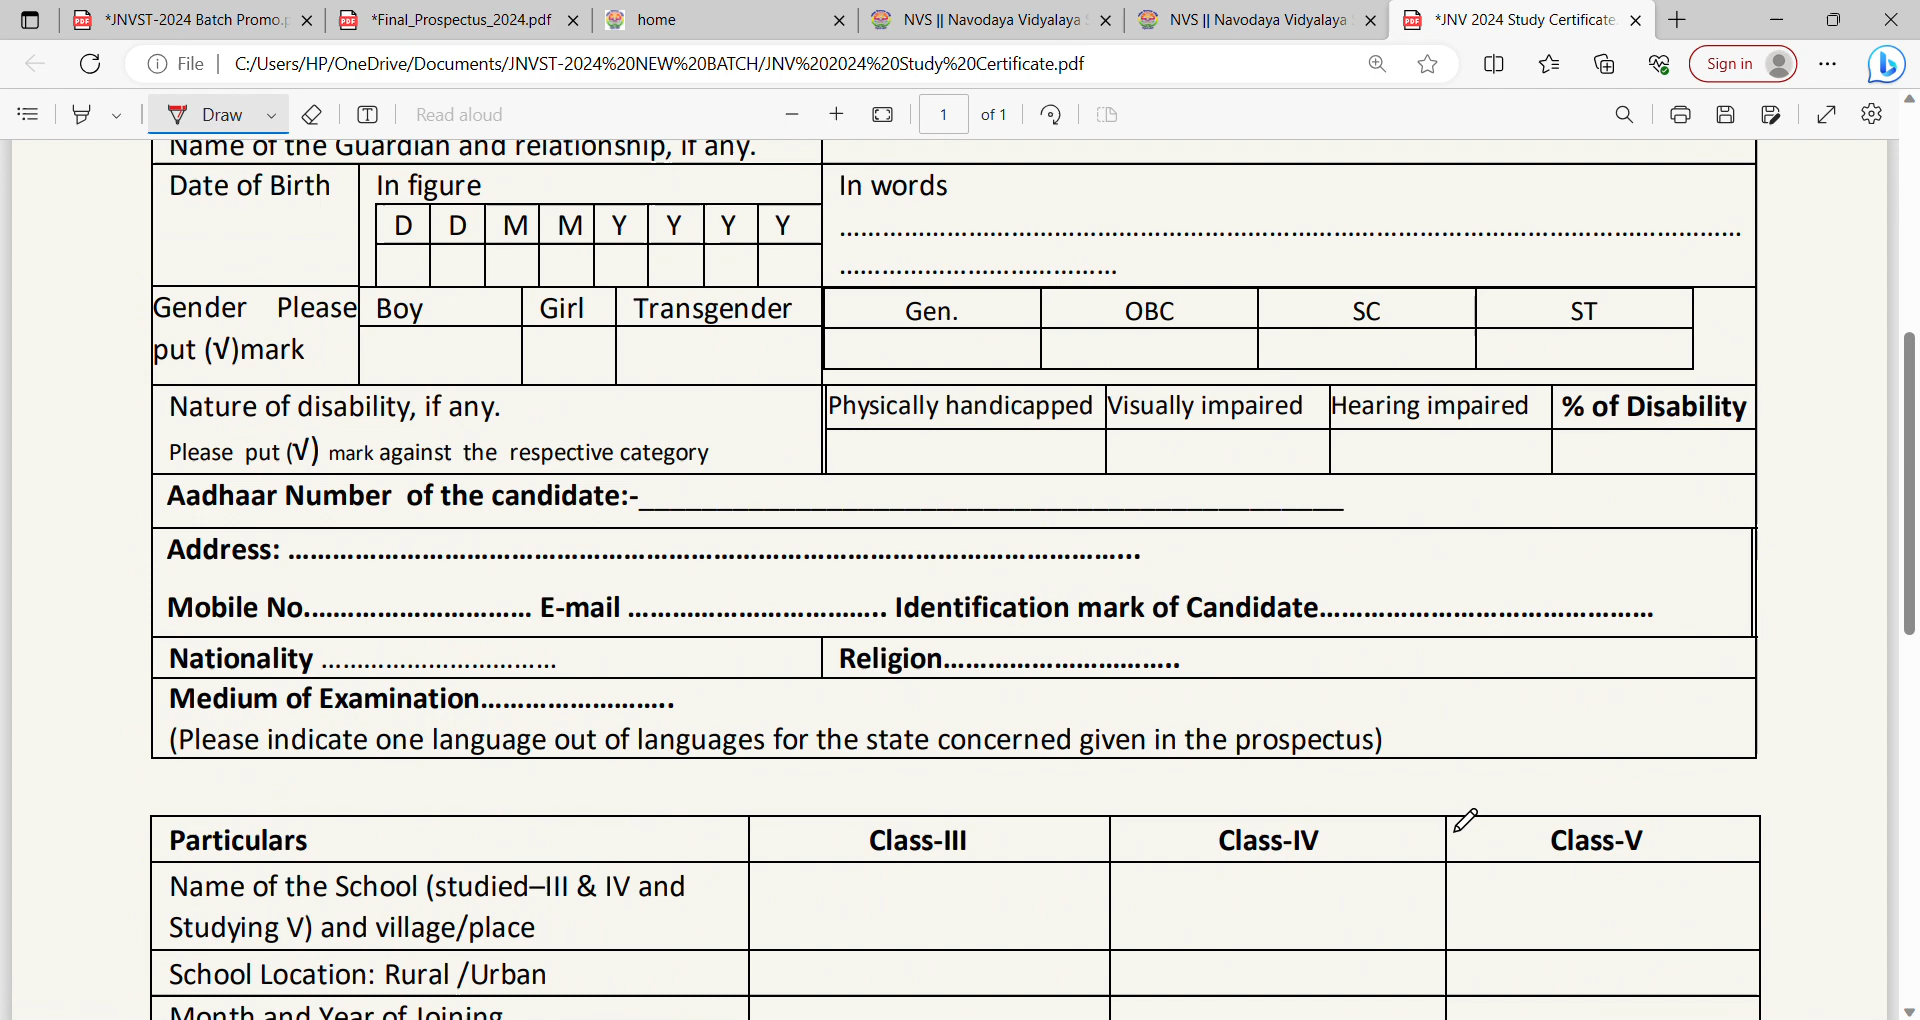 *JNVST-2024 Batch Promo.p
*Final_Prospectus_2024.pdf
home
NVS || Navodaya Vidyalaya S
NVS || Navodaya Vidyalaya S
*JNV 2024 Study Certificate.
File
C:/Users/HP/OneDrive/Documents/JNVST-2024%20NEW%20BATCH/JNV%202024%20Study%20Certificate.pdf
Sign in
Draw
Read aloud
1 of 1
Name of the Guardian and relationship, if any.
Date of Birth
In figure
In words
D D M M Y Y Y Y
................................................................
................................
Gender Please put (√)mark
Boy Girl Transgender
Gen. OBC SC ST
Nature of disability, if any.
Please put (√) mark against the respective category
Physically handicapped Visually impaired Hearing impaired % of Disability
Aadhaar Number of the candidate:-____________________________________________
Address: ................................................................
Mobile No............................. E-mail ................................ Identification mark of Candidate............................................
Nationality ................................
Religion................................
Medium of Examination..........................
(Please indicate one language out of languages for the state concerned given in the prospectus)
Particulars Class-III Class-IV Class-V
Name of the School (studied–III & IV and
Studying V) and village/place
School Location: Rural /Urban
Month and Year of Joining